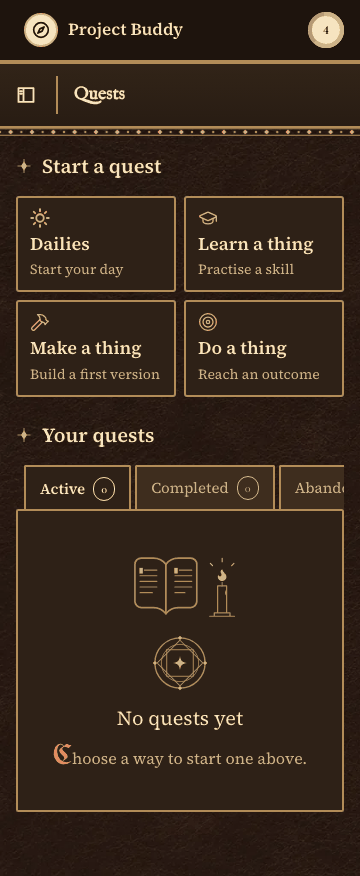 Project Buddy
4
Quests
Start a quest
Dailies
Start your day
Learn a thing
Practise a skill
Make a thing
Build a first version
Do a thing
Reach an outcome
Your quests
Active 0
Completed 0
Aband
No quests yet
Choose a way to start one above.